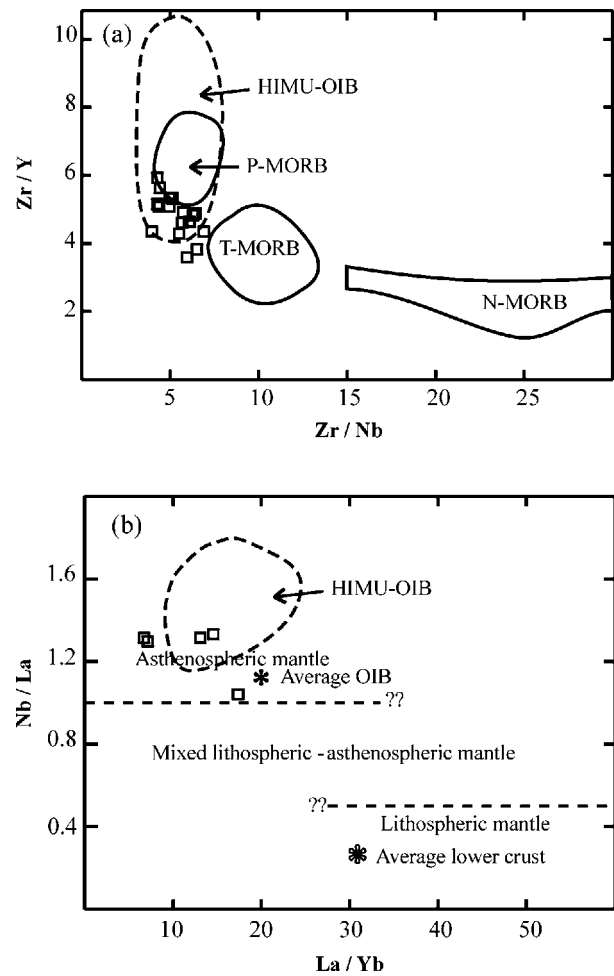 (a)
10
8
6
4
2
Zr / Y
HIMU-OIB
P-MORB
T-MORB
N-MORB
5
10
15
20
25
30
Zr / Nb
(b)
1.6
1.2
0.8
0.4
Nb / La
HIMU-OIB
Asthenospheric mantle
Average OIB
??
Mixed lithospheric - asthenospheric mantle
??
Lithospheric mantle
Average lower crust
10
20
30
40
50
La / Yb